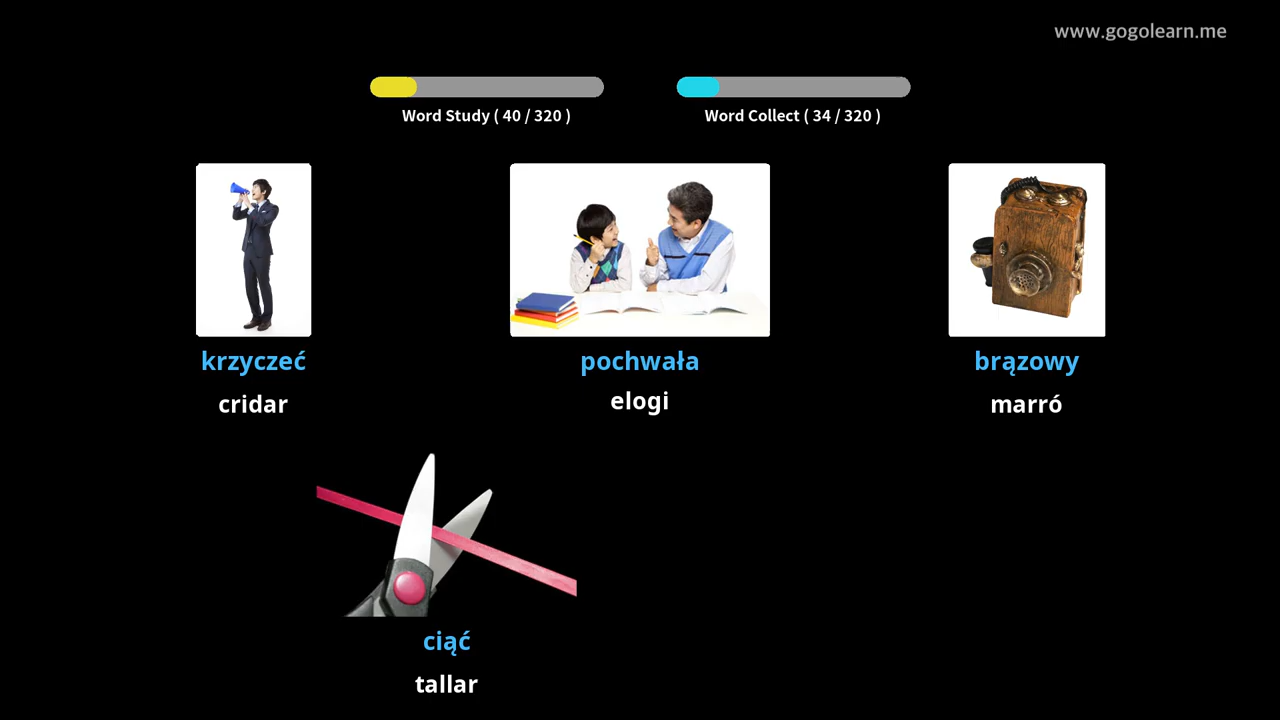 www.gogolearn.me
Word Study ( 40 / 320 )
Word Collect ( 34 / 320 )
krzyczeć
cridar
pochwała
elogi
brązowy
marró
ciąć
tallar